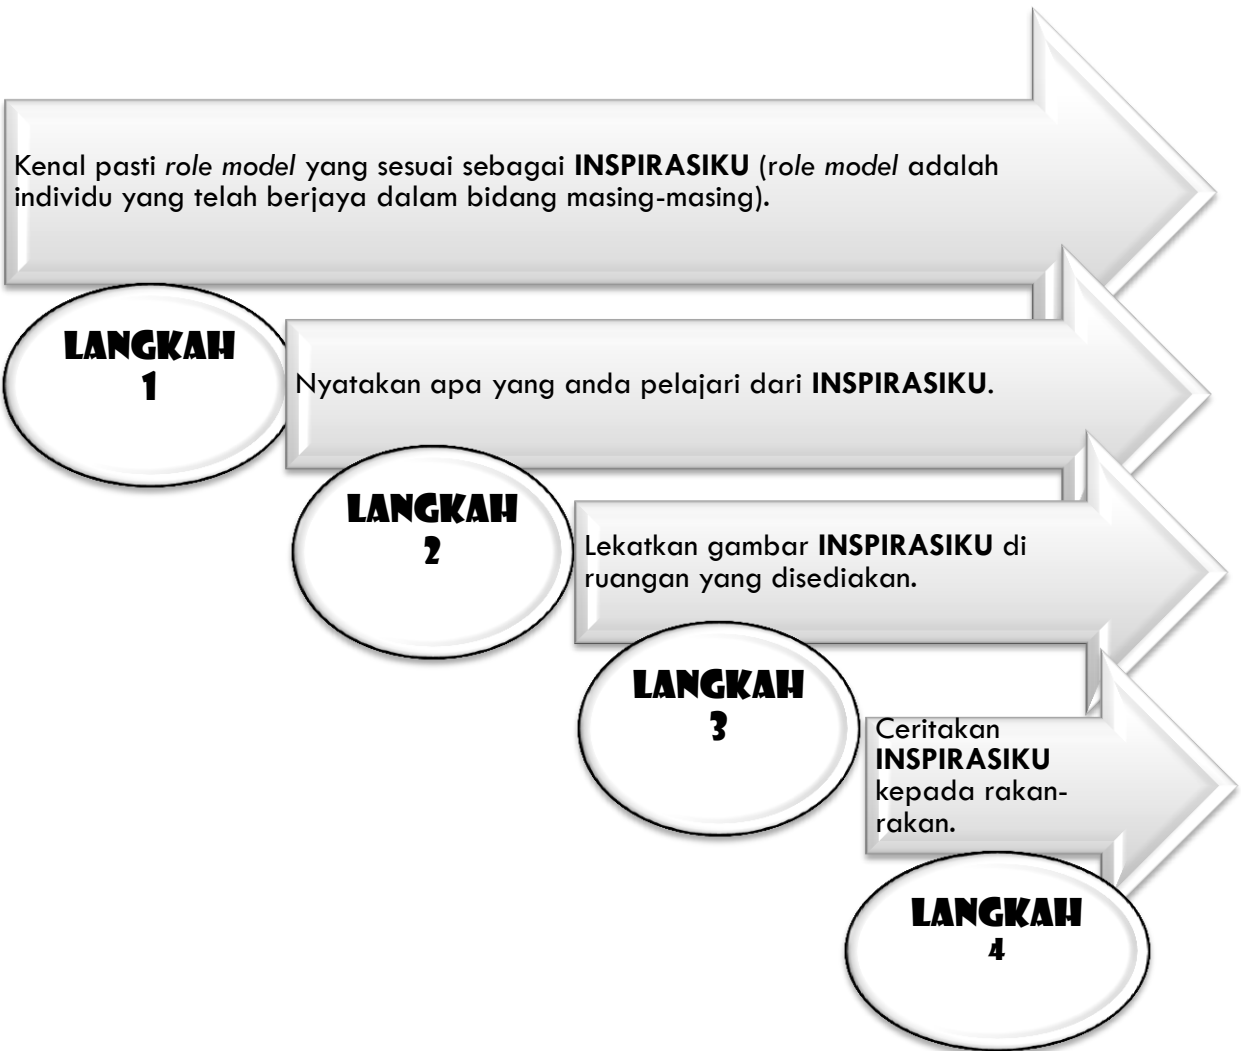 Kenal pasti role model yang sesuai sebagai INSPIRASIKU (role model adalah
individu yang telah berjaya dalam bidang masing-masing).
LANGKAH
1
Nyatakan apa yang anda pelajari dari INSPIRASIKU.
LANGKAH
2
Lekatkan gambar INSPIRASIKU di
ruangan yang disediakan.
LANGKAH
3
Ceritakan
INSPIRASIKU
kepada rakan-
rakan.
LANGKAH
4